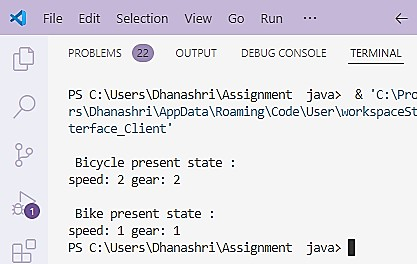 File Edit Selection View Go Run ···
PROBLEMS 22 OUTPUT DEBUG CONSOLE TERMINAL
PS C:\Users\Dhanashri\Assignment  java>  & 'C:\Pro
rs\Dhanashri\AppData\Roaming\Code\User\workspaceSt
terface_Client'
Bicycle present state :
speed: 2 gear: 2
Bike present state :
speed: 1 gear: 1
1
PS C:\Users\Dhanashri\Assignment  java>